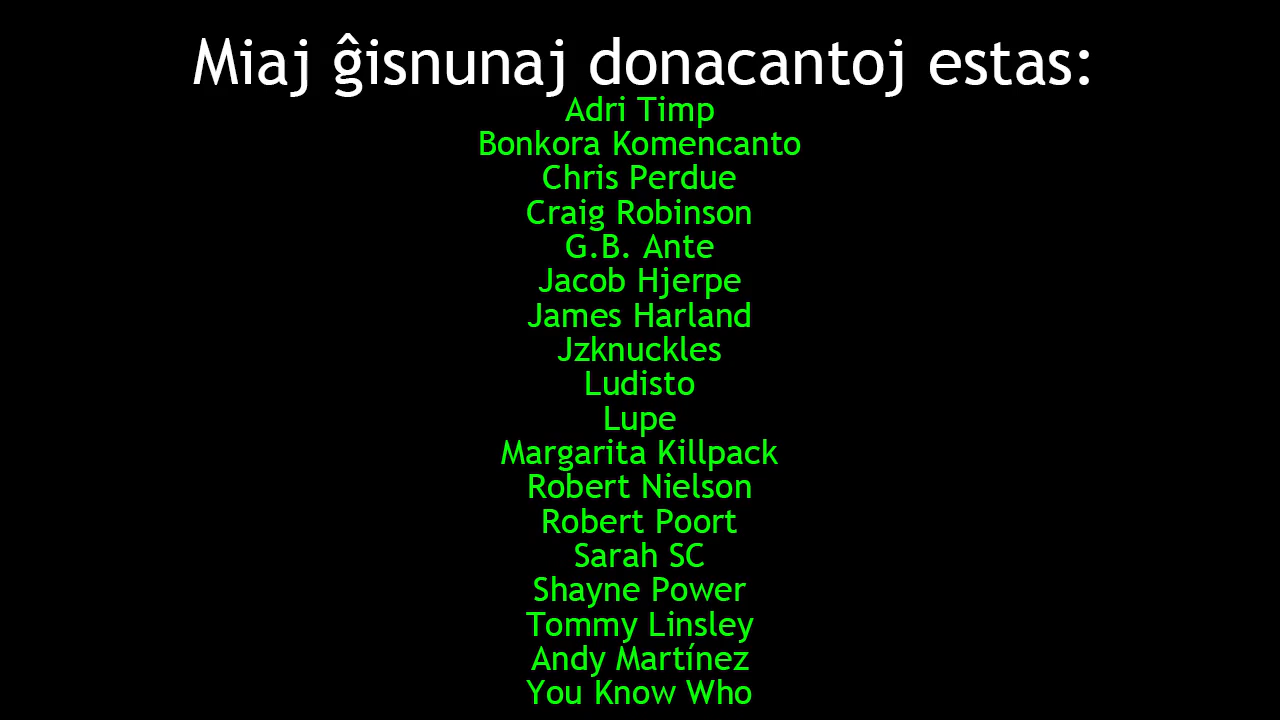 Miaj ĝisnunaj donacantoj estas:
Adri Timp
Bonkora Komencanto
Chris Perdue
Craig Robinson
G.B. Ante
Jacob Hjerpe
James Harland
Jzknuckles
Ludisto
Lupe
Margarita Killpack
Robert Nielson
Robert Poort
Sarah SC
Shayne Power
Tommy Linsley
Andy Martínez
You Know Who